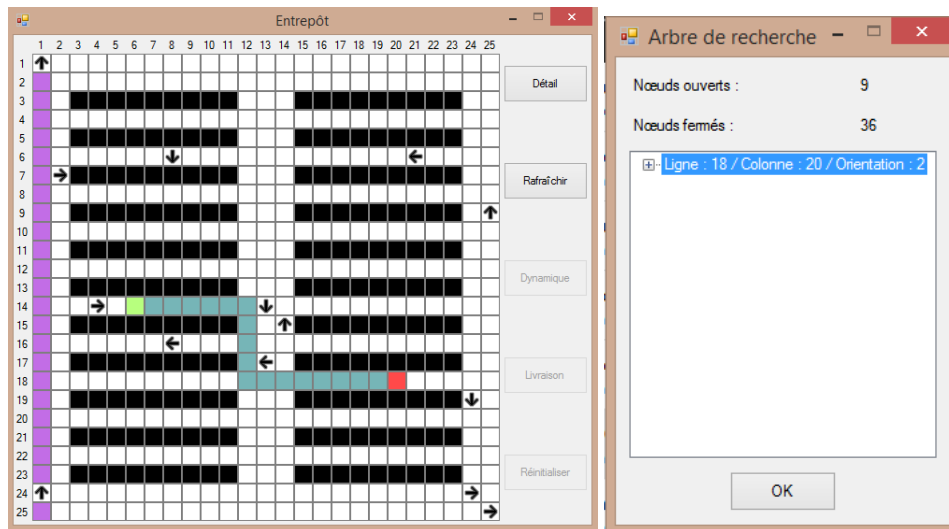 Entrepôt
1 2 3 4 5 6 7 8 9 10 11 12 13 14 15 16 17 18 19 20 21 22 23 24 25
1
2
3
4
5
6
7
8
9
10
11
12
13
14
15
16
17
18
19
20
21
22
23
24
25
Détail
Rafraîchir
Dynamique
Livraison
Réinitialiser
Arbre de recherche
Nœuds ouverts : 9
Nœuds fermés : 36
Ligne : 18 / Colonne : 20 / Orientation : 2
OK